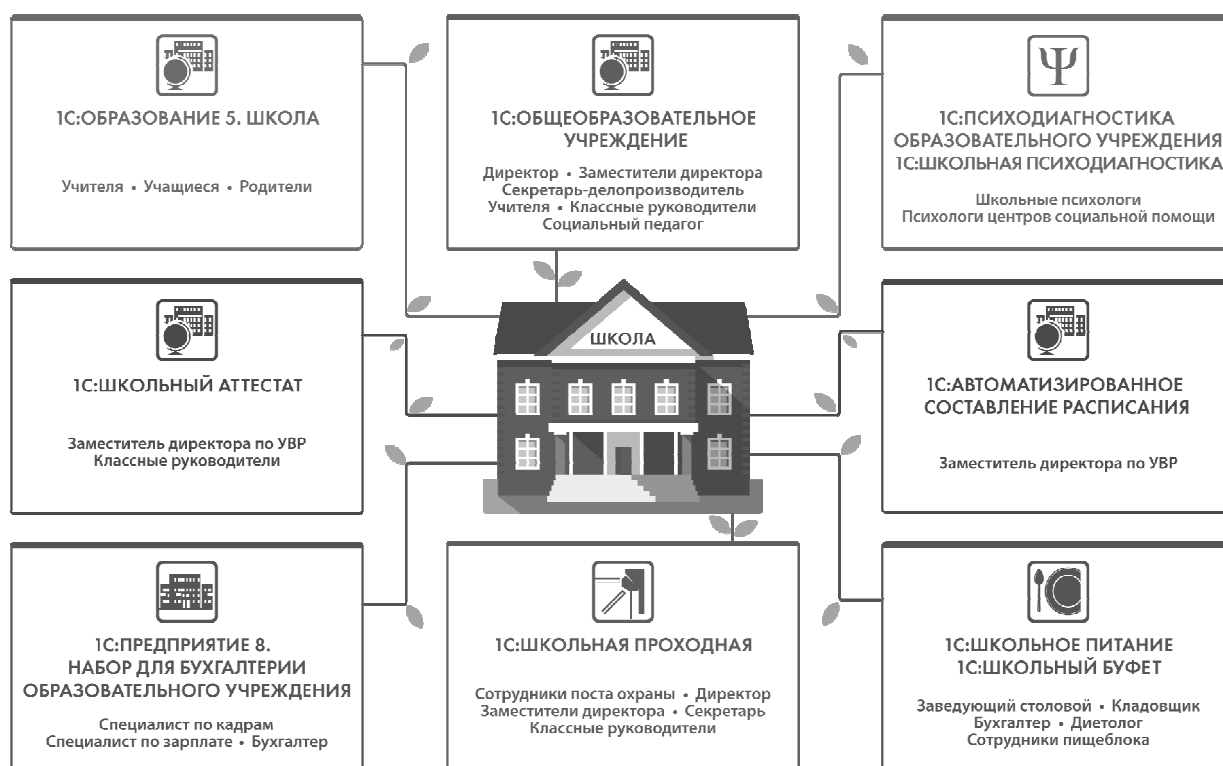 1С:ОБРАЗОВАНИЕ 5. ШКОЛА
Учителя • Учащиеся • Родители
1С:ОБЩЕОБРАЗОВАТЕЛЬНОЕ
УЧРЕЖДЕНИЕ
Директор • Заместители директора
Секретарь-делопроизводитель
Учителя • Классные руководители
Социальный педагог
Ψ
1С:ПСИХОДИАГНОСТИКА
ОБРАЗОВАТЕЛЬНОГО УЧРЕЖДЕНИЯ
1С:ШКОЛЬНАЯ ПСИХОДИАГНОСТИКА
Школьные психологи
Психологи центров социальной помощи
1С:ШКОЛЬНЫЙ АТТЕСТАТ
Заместитель директора по УВР
Классные руководители
ШКОЛА
1С:АВТОМАТИЗИРОВАННОЕ
СОСТАВЛЕНИЕ РАСПИСАНИЯ
Заместитель директора по УВР
1С:ПРЕДПРИЯТИЕ 8.
НАБОР ДЛЯ БУХГАЛТЕРИИ
ОБРАЗОВАТЕЛЬНОГО УЧРЕЖДЕНИЯ
Специалист по кадрам
Специалист по зарплате • Бухгалтер
1С:ШКОЛЬНАЯ ПРОХОДНАЯ
Сотрудники поста охраны • Директор
Заместители директора • Секретарь
Классные руководители
1С:ШКОЛЬНОЕ ПИТАНИЕ
1С:ШКОЛЬНЫЙ БУФЕТ
Заведующий столовой • Кладовщик
Бухгалтер • Диетолог
Сотрудники пищеблока